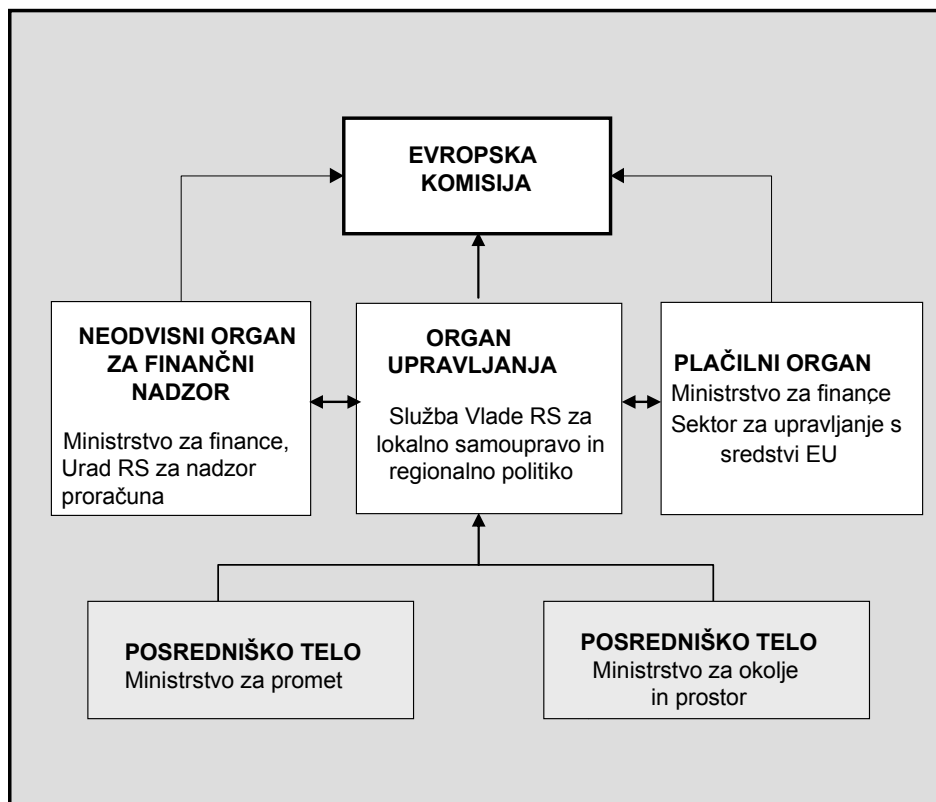 EVROPSKA
KOMISIJA
NEODVISNI ORGAN
ZA FINANČNI
NADZOR
Ministrstvo za finance,
Urad RS za nadzor
proračuna
ORGAN
UPRAVLJANJA
Služba Vlade RS za
lokalno samoupravo in
regionalno politiko
PLAČILNI ORGAN
Ministrstvo za finance
Sektor za upravljanje s
sredstvi EU
POSREDNIŠKO TELO
Ministrstvo za promet
POSREDNIŠKO TELO
Ministrstvo za okolje
in prostor